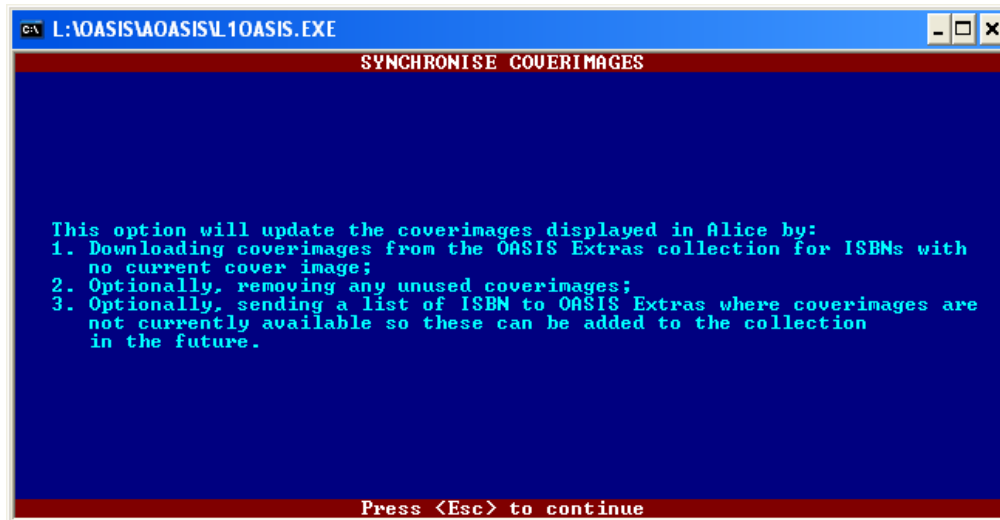 L:\OASIS\AOASIS\L1OASIS.EXE
SYNCHRONISE COVERIMAGES
This option will update the coverimages displayed in Alice by:
1. Downloading coverimages from the OASIS Extras collection for ISBNs with
no current cover image;
2. Optionally, removing any unused coverimages;
3. Optionally, sending a list of ISBN to OASIS Extras where coverimages are
not currently available so these can be added to the collection
in the future.
Press <Esc> to continue